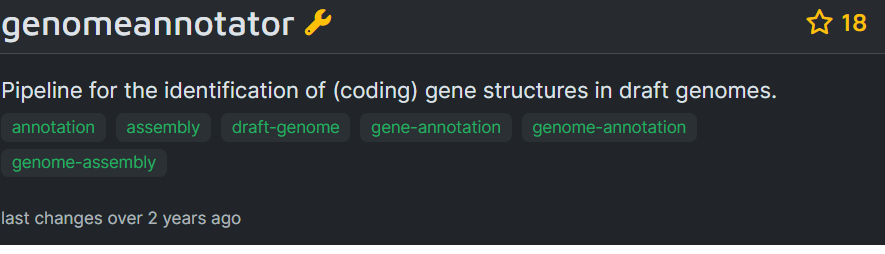 genomeannotator 18
Pipeline for the identification of (coding) gene structures in draft genomes.
annotation assembly draft-genome gene-annotation genome-annotation
genome-assembly
last changes over 2 years ago